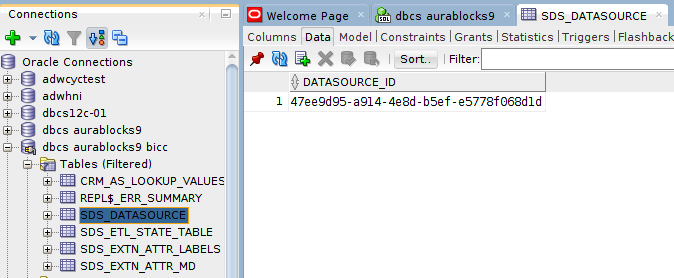 Connections
Oracle Connections
adwcyctest
adwhni
dbcs12c-01
dbcs aurablocks9
dbcs aurablocks9 bicc
Tables (Filtered)
CRM_AS_LOOKUP_VALUES
REPL$_ERR_SUMMARY
SDS_DATASOURCE
SDS_ETL_STATE_TABLE
SDS_EXTN_ATTR_LABELS
SDS_EXTN_ATTR_MD
Welcome Page
dbcs aurablocks9
SDS_DATASOURCE
Columns Data Model Constraints Grants Statistics Triggers Flashback
Sort.. Filter:
DATASOURCE_ID
1 47ee9d95-a914-4e8d-b5ef-e5778f068d1d